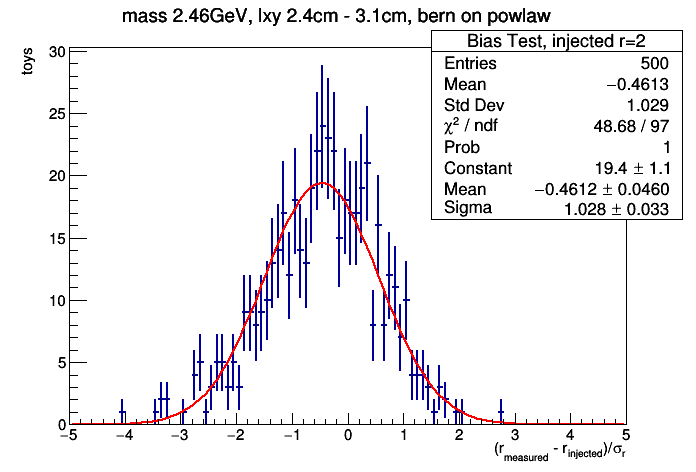 mass 2.46GeV, lxy 2.4cm - 3.1cm, bern on powlaw
Bias Test, injected r=2
Entries 500
Mean −0.4613
Std Dev 1.029
χ² / ndf 48.68 / 97
Prob 1
Constant 19.4 ± 1.1
Mean −0.4612 ± 0.0460
Sigma 1.028 ± 0.033
toys
30
25
20
15
10
5
0
−5 −4 −3 −2 −1 0 1 2 3 4 5
(r_measured - r_injected)/σ_r